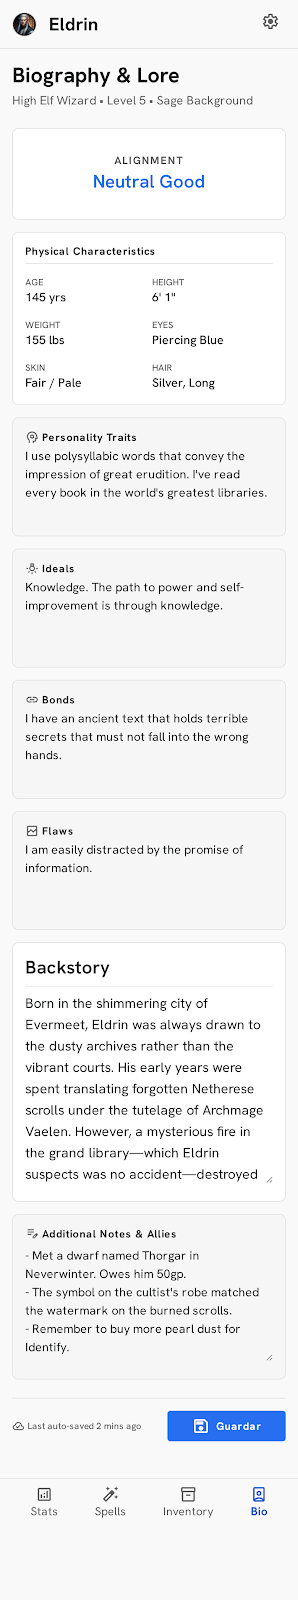 Eldrin
Biography & Lore
High Elf Wizard • Level 5 • Sage Background
ALIGNMENT
Neutral Good
Physical Characteristics
AGE
145 yrs
HEIGHT
6' 1"
WEIGHT
155 lbs
EYES
Piercing Blue
SKIN
Fair / Pale
HAIR
Silver, Long
Personality Traits
I use polysyllabic words that convey the
impression of great erudition. I've read
every book in the world's greatest libraries.
Ideals
Knowledge. The path to power and self-
improvement is through knowledge.
Bonds
I have an ancient text that holds terrible
secrets that must not fall into the wrong
hands.
Flaws
I am easily distracted by the promise of
information.
Backstory
Born in the shimmering city of
Evermeet, Eldrin was always drawn to
the dusty archives rather than the
vibrant courts. His early years were
spent translating forgotten Netherese
scrolls under the tutelage of Archmage
Vaelen. However, a mysterious fire in
the grand library—which Eldrin
suspects was no accident—destroyed
Additional Notes & Allies
- Met a dwarf named Thorgar in
Neverwinter. Owes him 50gp.
- The symbol on the cultist's robe matched
the watermark on the burned scrolls.
- Remember to buy more pearl dust for
Identify.
Last auto-saved 2 mins ago
Guardar
Stats
Spells
Inventory
Bio